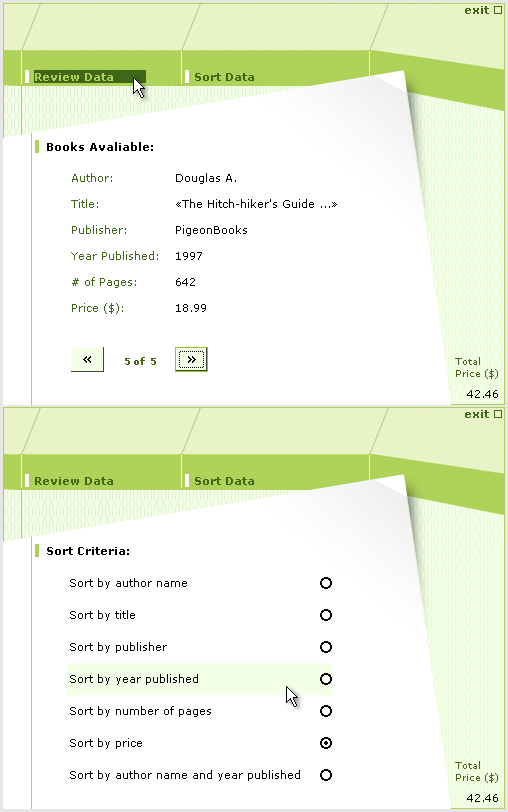 exit
Review Data Sort Data
Books Avaliable:
Author: Douglas A.
Title: «The Hitch-hiker's Guide ...»
Publisher: PigeonBooks
Year Published: 1997
# of Pages: 642
Price ($): 18.99
« 5 of 5 »
Total
Price ($)
42.46
exit
Review Data Sort Data
Sort Criteria:
Sort by author name
Sort by title
Sort by publisher
Sort by year published
Sort by number of pages
Sort by price
Sort by author name and year published
Total
Price ($)
42.46